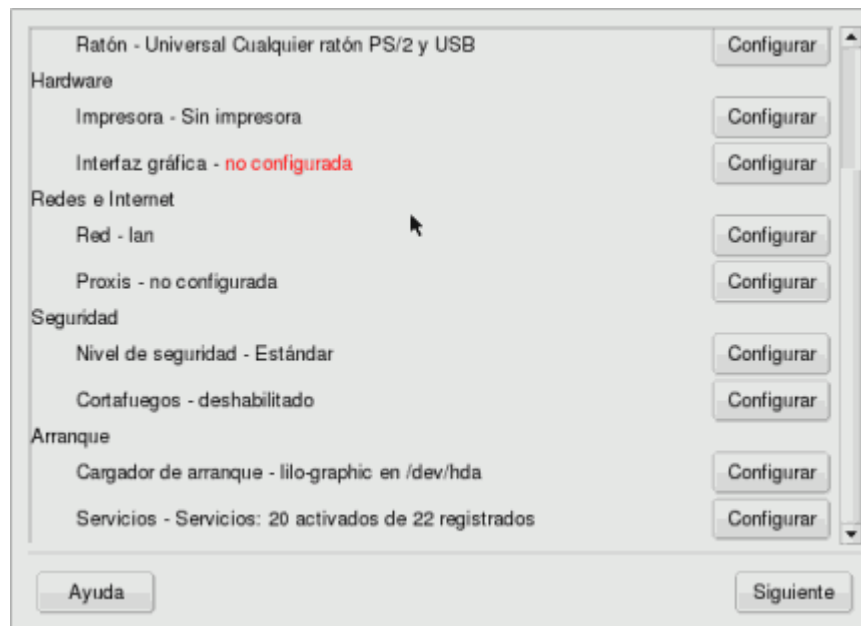 Ratón - Universal Cualquier ratón PS/2 y USB Configurar
Hardware
Impresora - Sin impresora Configurar
Interfaz gráfica - no configurada Configurar
Redes e Internet
Red - lan Configurar
Proxis - no configurada Configurar
Seguridad
Nivel de seguridad - Estándar Configurar
Cortafuegos - deshabilitado Configurar
Arranque
Cargador de arranque - lilo-graphic en /dev/hda Configurar
Servicios - Servicios: 20 activados de 22 registrados Configurar
Ayuda Siguiente